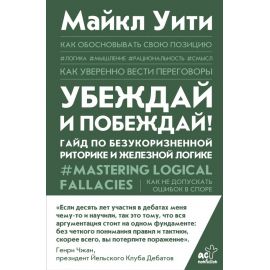 Майкл Уити
КАК ОБОСНОВЫВАТЬ СВОЮ ПОЗИЦИЮ
#ЛОГИКА #МЫШЛЕНИЕ #РАЦИОНАЛЬНОСТЬ #СМЫСЛ
КАК УВЕРЕННО ВЕСТИ ПЕРЕГОВОРЫ
УБЕЖДАЙ
И ПОБЕЖДАЙ!
ГАЙД ПО БЕЗУКОРИЗНЕННОЙ
РИТОРИКЕ И ЖЕЛЕЗНОЙ ЛОГИКЕ
#MASTERING LOGICAL
FALLACIES
КАК НЕ ДОПУСКАТЬ
ОШИБОК В СПОРЕ
«Если десять лет участия в дебатах меня
чему-то и научили, так это тому, что вся
аргументация стоит на одном фундаменте:
без четкого понимания правил и тактики,
скорее всего, вы потерпите поражение».
Генри Чжан,
президент Йельского Клуба Дебатов
аст
nonfiction